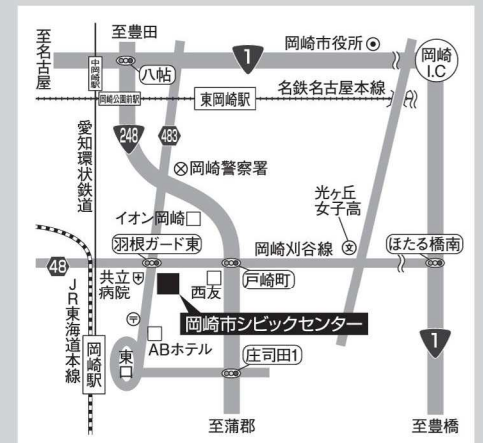 至豊田
至名古屋
1
岡崎市役所
岡崎
I.C
中岡崎駅
八帖
岡崎公園前駅
東岡崎駅
名鉄名古屋本線
愛知環状鉄道
248
483
岡崎警察署
光ヶ丘
女子高
イオン岡崎
羽根ガード東
岡崎刈谷線
ほたる橋南
48
共立
病院
西友
戸崎町
JR東海道本線
岡崎市シビックセンター
岡崎駅
東口
ABホテル
庄司田1
1
至蒲郡
至豊橋